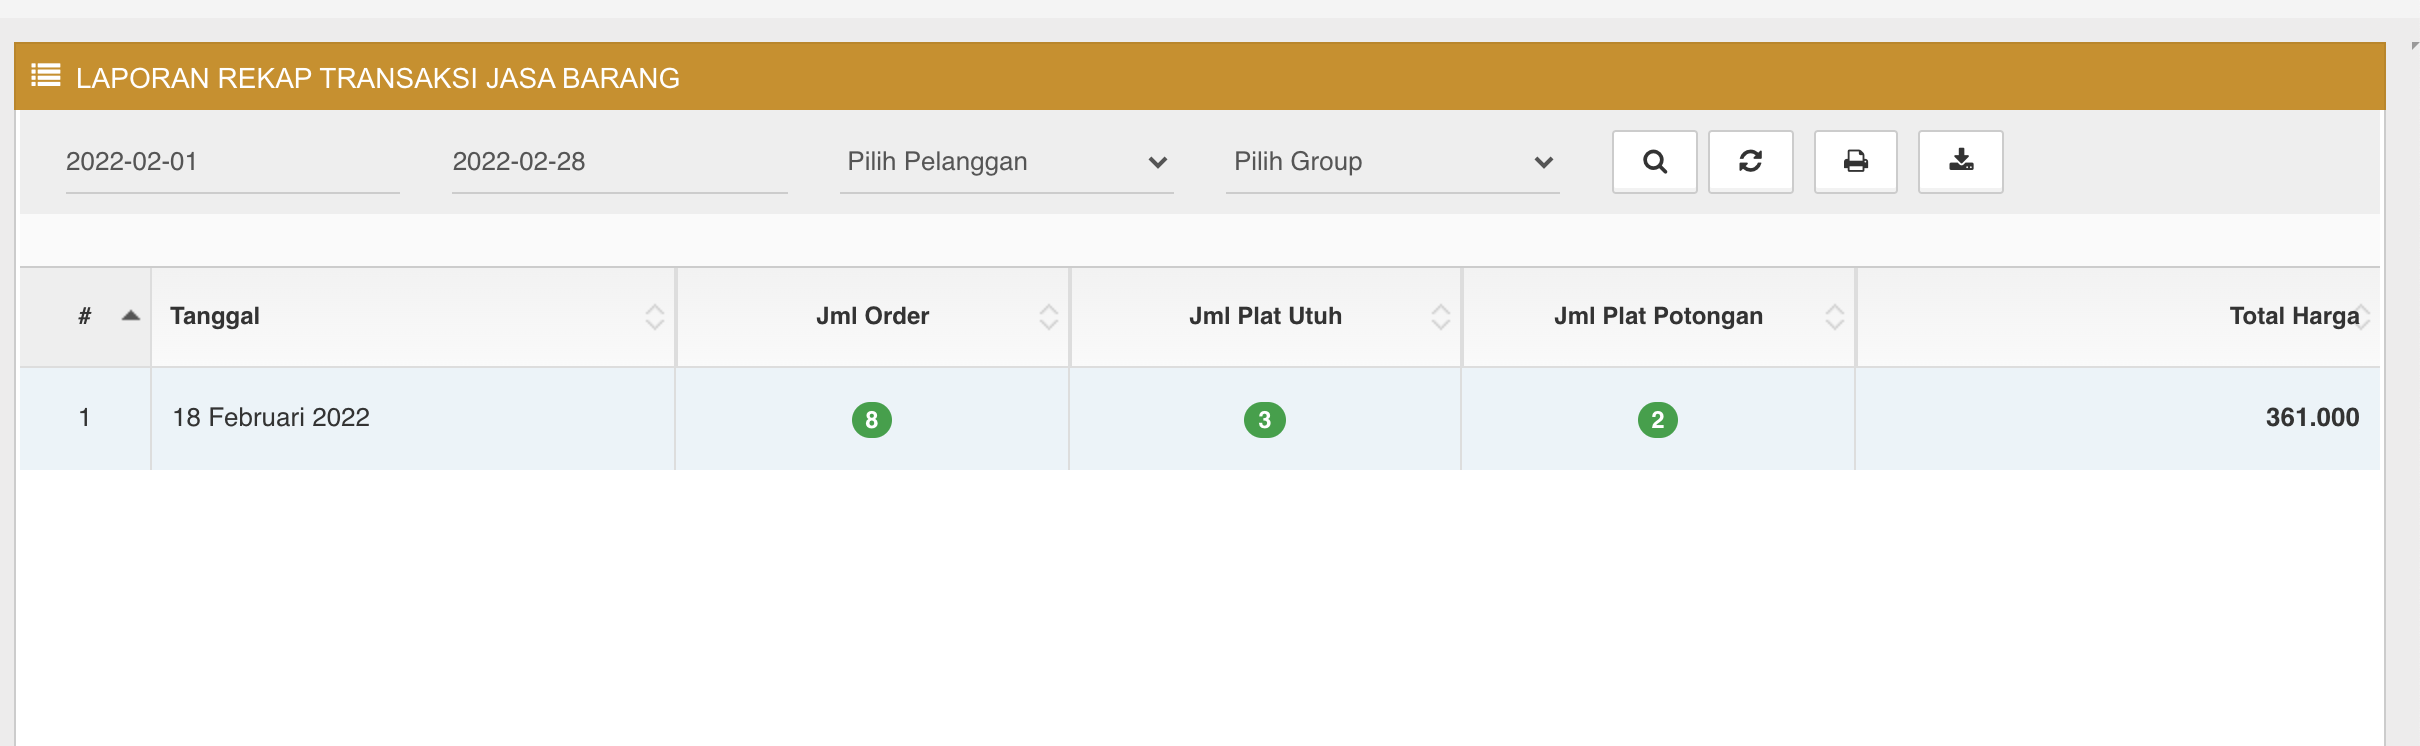 LAPORAN REKAP TRANSAKSI JASA BARANG
2022-02-01 2022-02-28 Pilih Pelanggan Pilih Group
# Tanggal Jml Order Jml Plat Utuh Jml Plat Potongan Total Harga
1 18 Februari 2022 8 3 2 361.000